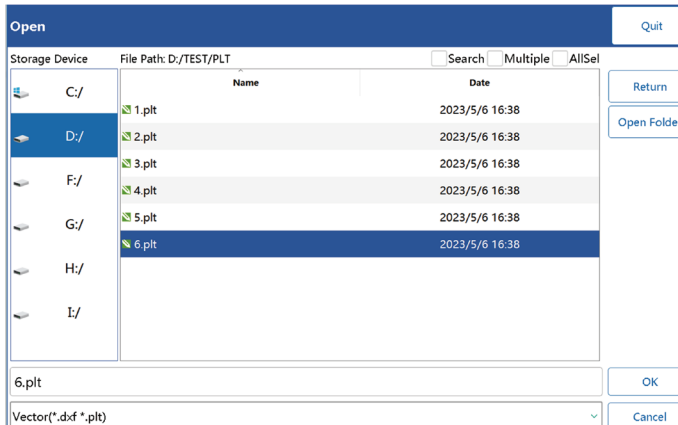 Open
Quit
Storage Device
File Path: D:/TEST/PLT
Search
Multiple
AllSel
Name
Date
Return
Open Folde
C:/
D:/
F:/
G:/
H:/
I:/
1.plt 2023/5/6 16:38
2.plt 2023/5/6 16:38
3.plt 2023/5/6 16:38
4.plt 2023/5/6 16:38
5.plt 2023/5/6 16:38
6.plt 2023/5/6 16:38
6.plt
OK
Vector(*.dxf *.plt)
Cancel